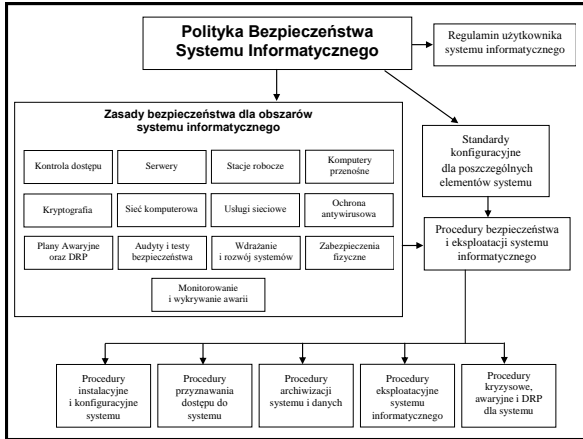 Polityka Bezpieczeństwa
Systemu Informatycznego
Regulamin użytkownika
systemu informatycznego
Zasady bezpieczeństwa dla obszarów
systemu informatycznego
Kontrola dostępu
Serwery
Stacje robocze
Komputery
przenośne
Kryptografia
Sieć komputerowa
Usługi sieciowe
Ochrona
antywirusowa
Plany Awaryjne
oraz DRP
Audyty i testy
bezpieczeństwa
Wdrażanie
i rozwój systemów
Zabezpieczenia
fizyczne
Monitorowanie
i wykrywanie awarii
Standardy
konfiguracyjne
dla poszczególnych
elementów systemu
Procedury bezpieczeństwa
i eksploatacji systemu
informatycznego
Procedury
instalacyjne
i konfiguracyjne
systemu
Procedury
przyznawania
dostępu do
systemu
Procedury
archiwizacji
systemu i danych
Procedury
eksploatacyjne
systemu
informatycznego
Procedury
kryzysowe,
awaryjne i DRP
dla systemu